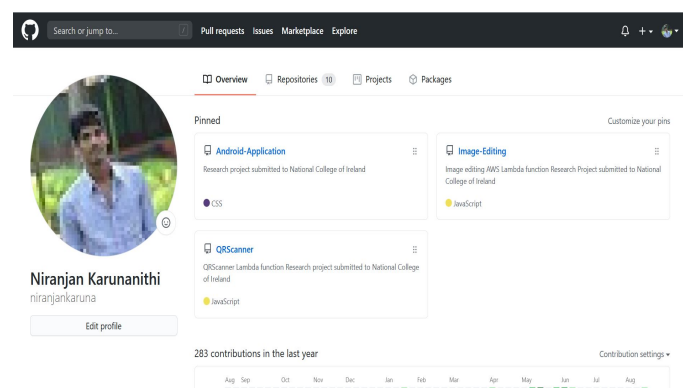 Search or jump to... /
Pull requests Issues Marketplace Explore
Overview Repositories 10 Projects Packages
Pinned Customize your pins
Android-Application
Research project submitted to National College of Ireland
CSS
Image-Editing
Image editing AWS Lambda function Research Project submitted to National
College of Ireland
JavaScript
QRScanner
QRScanner Lambda function Research project submitted to National College
of Ireland
JavaScript
Niranjan Karunanithi
niranjankaruna
Edit profile
283 contributions in the last year Contribution settings
Aug Sep Oct Nov Dec Jan Feb Mar Apr May Jun Jul Aug